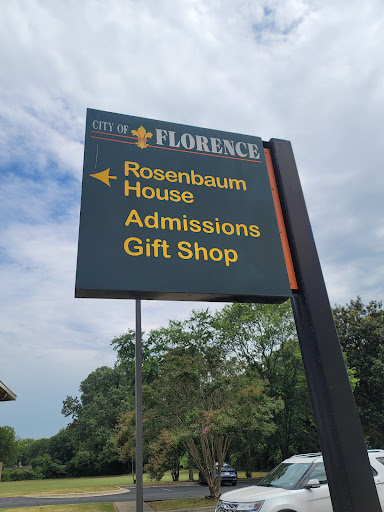 CITY OF FLORENCE
Rosenbaum
House
Admissions
Gift Shop